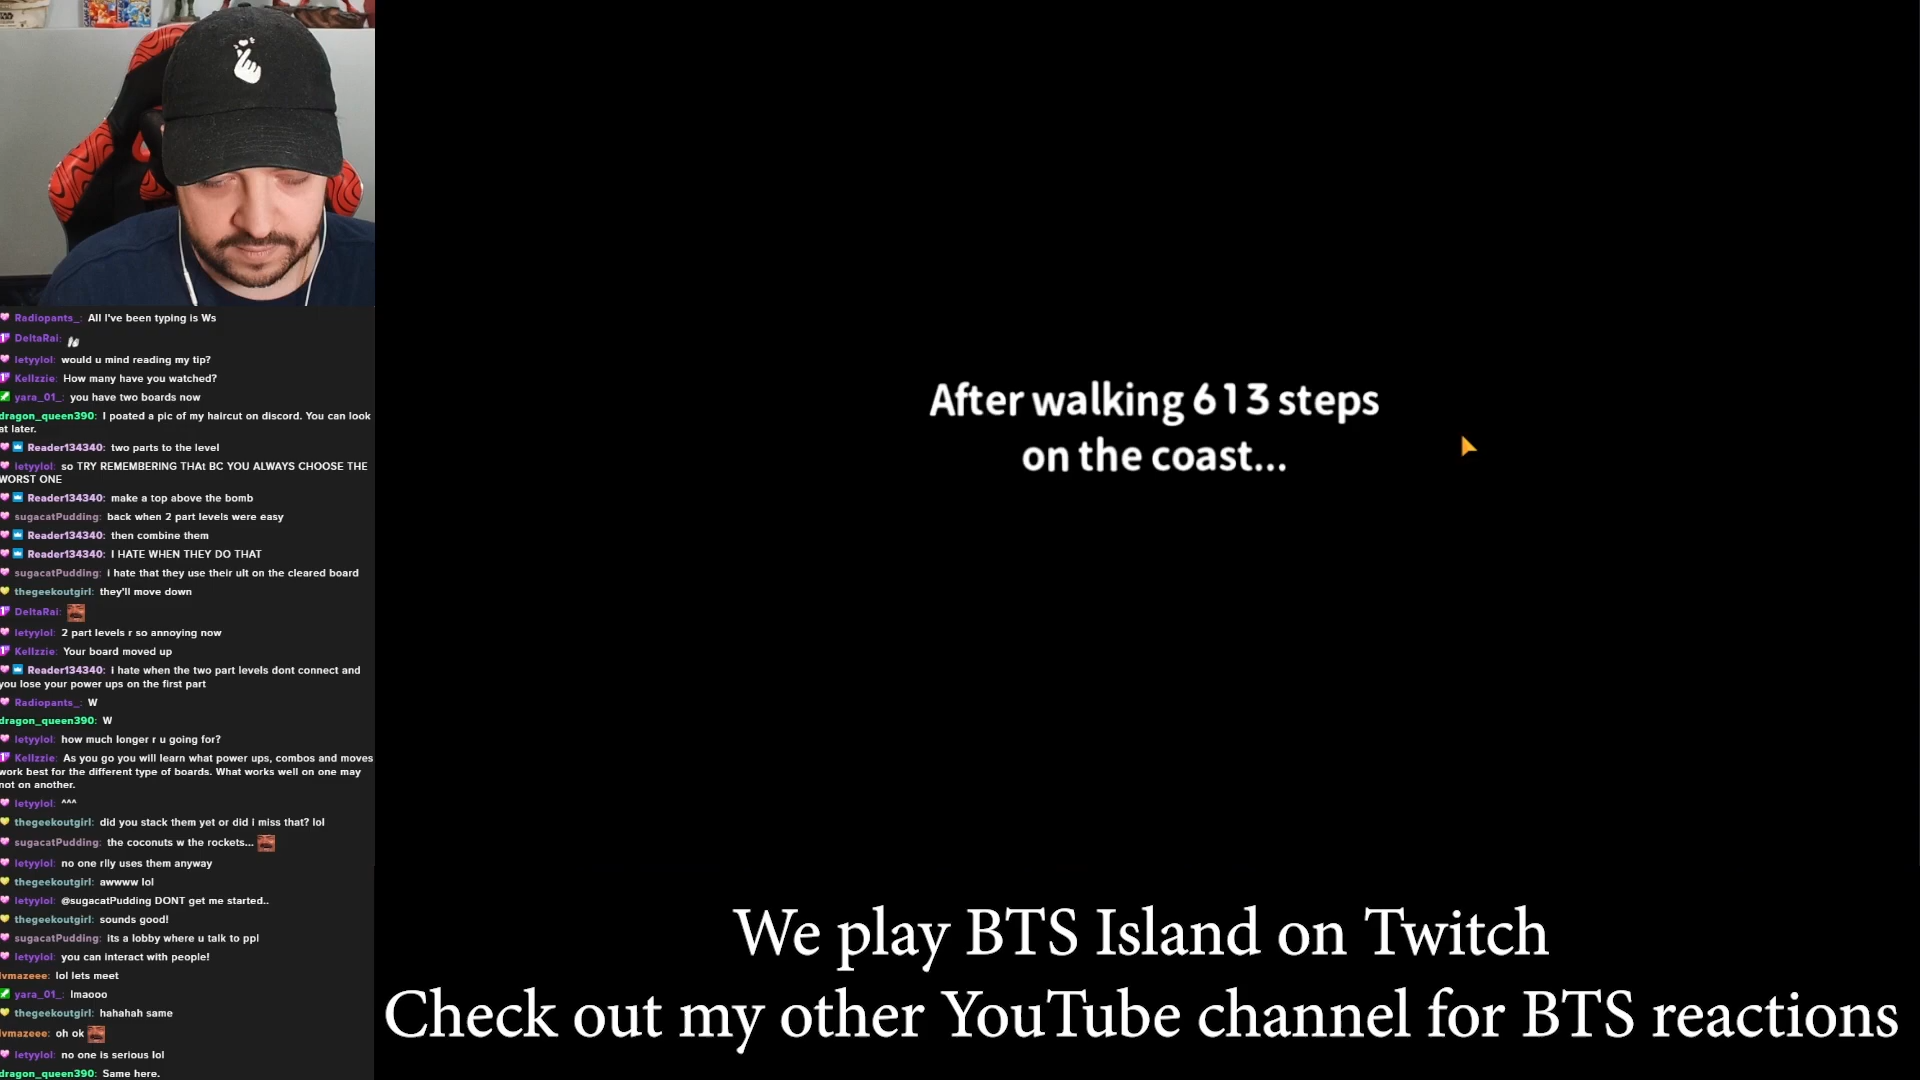 Radiopants_: All I've been typing is Ws
DeltaRai:
letyylol: would u mind reading my tip?
Kellzzie: How many have you watched?
yara_01_: you have two boards now
dragon_queen390: I poated a pic of my haircut on discord. You can look
at later.
Reader134340: two parts to the level
letyylol: so TRY REMEMBERING THAt BC YOU ALWAYS CHOOSE THE
WORST ONE
Reader134340: make a top above the bomb
sugacatPudding: back when 2 part levels were easy
Reader134340: then combine them
Reader134340: I HATE WHEN THEY DO THAT
sugacatPudding: i hate that they use their ult on the cleared board
thegeekoutgirl: they'll move down
DeltaRai:
letyylol: 2 part levels r so annoying now
Kellzzie: Your board moved up
Reader134340: i hate when the two part levels dont connect and
you lose your power ups on the first part
Radiopants_: W
dragon_queen390: W
letyylol: how much longer r u going for?
Kellzzie: As you go you will learn what power ups, combos and moves
work best for the different type of boards. What works well on one may
not on another.
letyylol: ^^^
thegeekoutgirl: did you stack them yet or did i miss that? lol
sugacatPudding: the coconuts w the rockets...
letyylol: no one rlly uses them anyway
thegeekoutgirl: awwww lol
letyylol: @sugacatPudding DONT get me started..
thegeekoutgirl: sounds good!
sugacatPudding: its a lobby where u talk to ppl
letyylol: you can interact with people!
lvmazeee: lol lets meet
yara_01_: lmaooo
thegeekoutgirl: hahahah same
lvmazeee: oh ok
letyylol: no one is serious lol
dragon_queen390: Same here.
After walking 613 steps
on the coast...
We play BTS Island on Twitch
Check out my other YouTube channel for BTS reactions